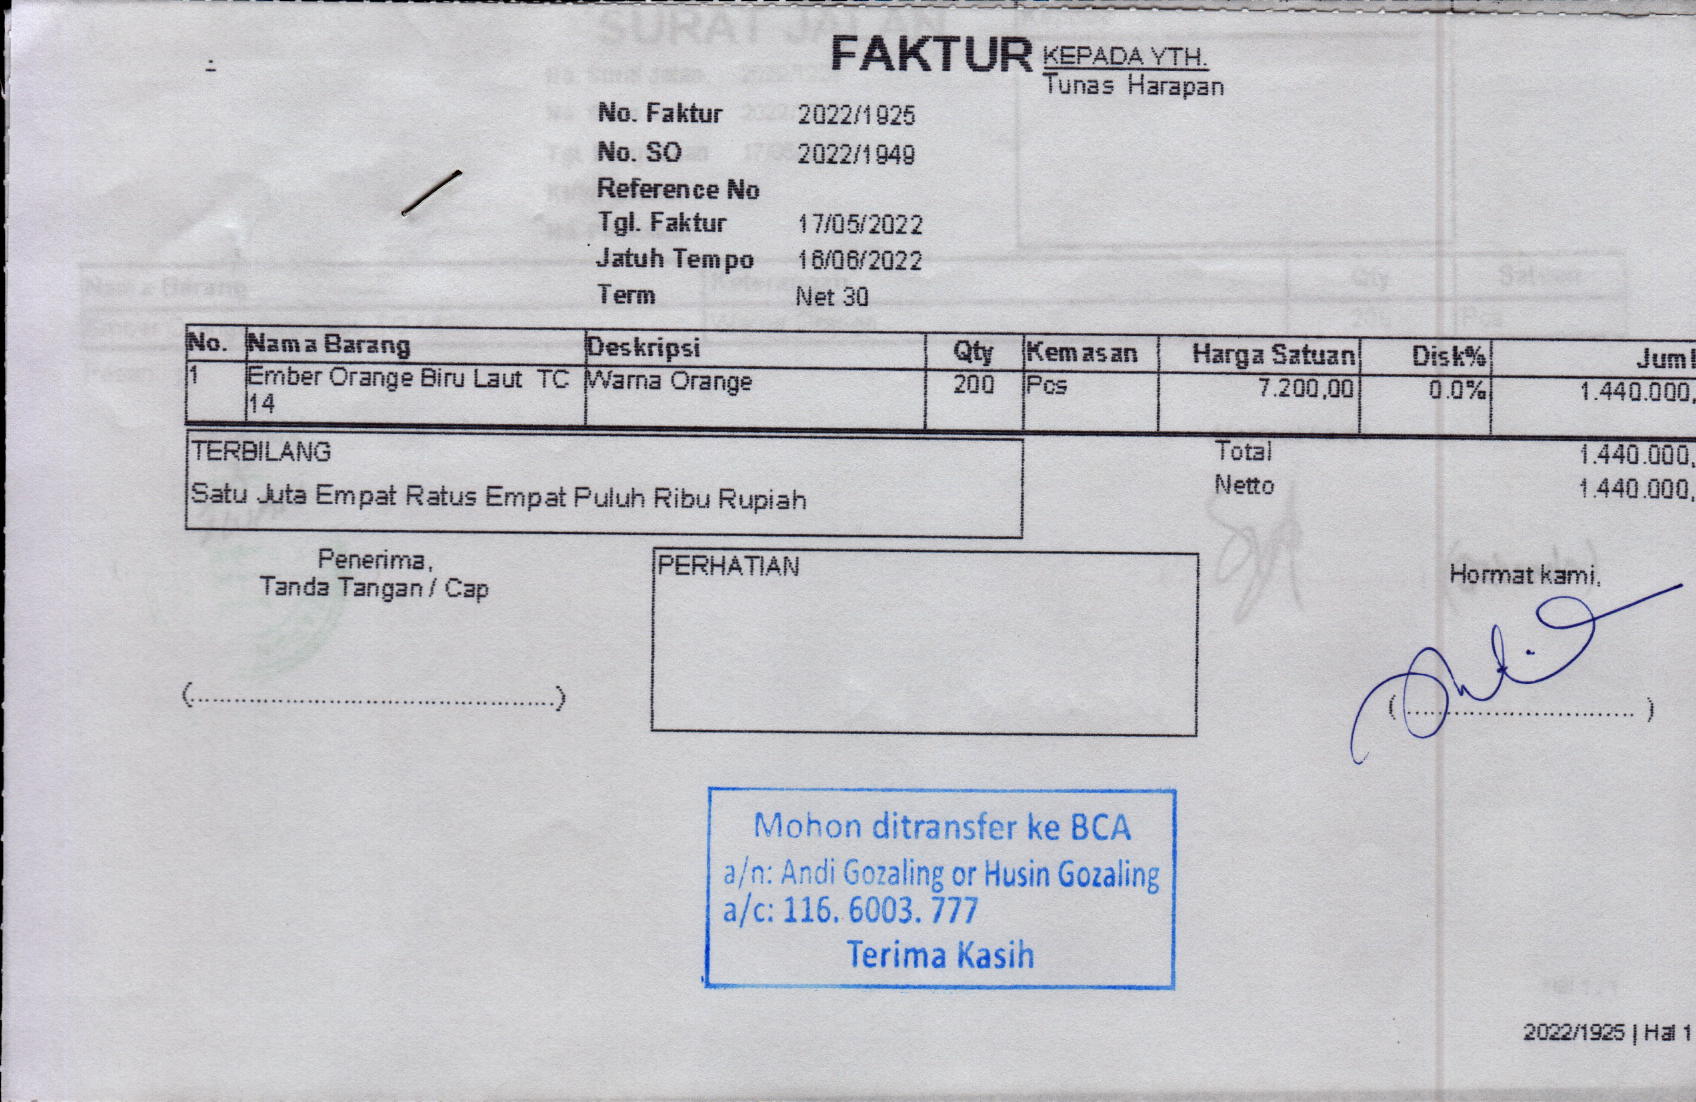 FAKTUR
KEPADA YTH.
Tunas Harapan
No. Faktur 2022/1925
No. SO 2022/1949
Reference No
Tgl. Faktur 17/05/2022
Jatuh Tempo 16/06/2022
Term Net 30
No. Nama Barang Deskripsi Qty Kemasan Harga Satuan Disk% Juml
1 Ember Orange Biru Laut TC Warna Orange 200 Pcs 7.200,00 0.0% 1.440.000,
14
TERBILANG
Satu Juta Empat Ratus Empat Puluh Ribu Rupiah
Total 1.440.000,
Netto 1.440.000,
Penerima,
Tanda Tangan / Cap
PERHATIAN
Hormat kami,
(......................................................)
( .................................. )
Mohon ditransfer ke BCA
a/n: Andi Gozaling or Husin Gozaling
a/c: 116. 6003. 777
Terima Kasih
2022/1925 | Hal 1